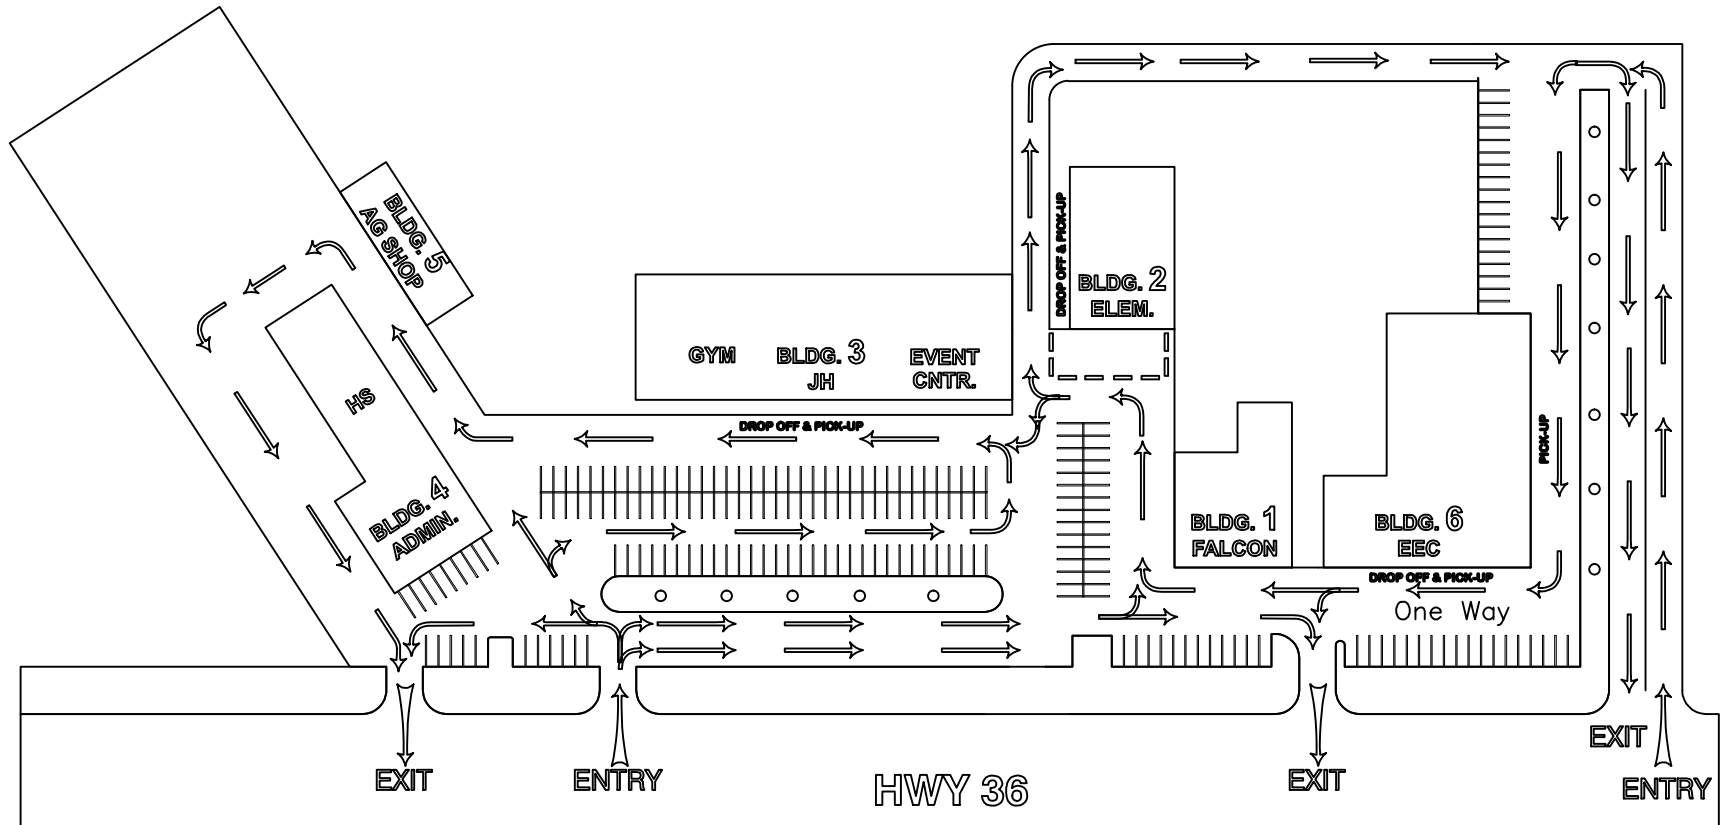 BLDG. 5
AG SHOP
DROP OFF & PICK-UP
BLDG. 2
ELEM.
GYM
BLDG. 3
JH
EVENT
CNTR.
HS
DROP OFF & PICK-UP
PICK-UP
BLDG. 4
ADMIN.
BLDG. 1
FALCON
BLDG. 6
EEC
DROP OFF & PICK-UP
One Way
EXIT
ENTRY
HWY 36
EXIT
EXIT
ENTRY